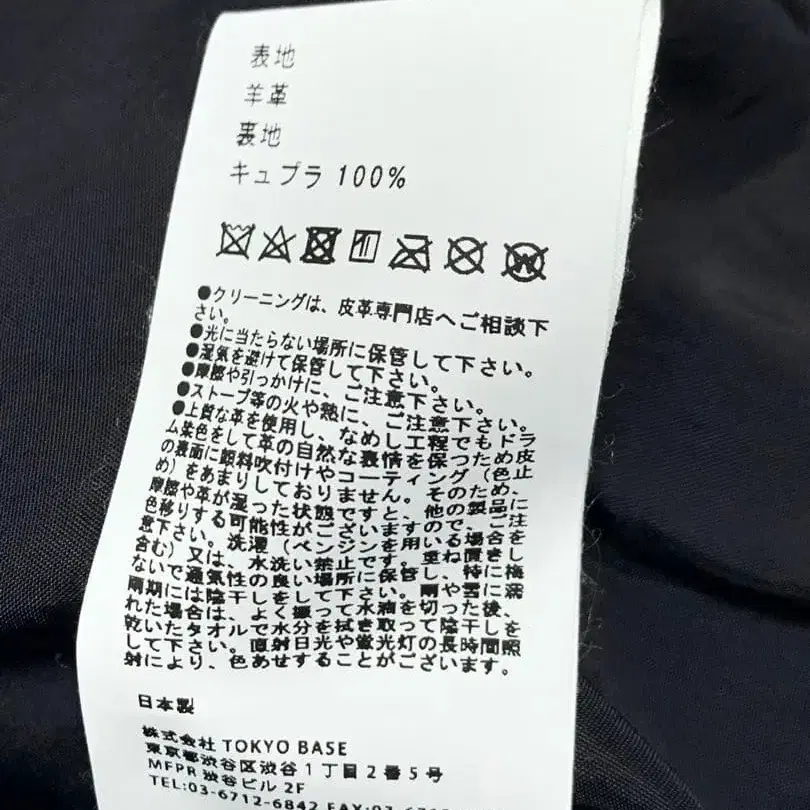 表地
羊革
裏地
キュプラ 100%
●クリーニングは、皮革専門店へご相談下
さい。
●光に当たらない場所に保管して下さい。
●湿気を避けて保管して下さい。
●摩擦や引っかけに、ご注意下さい。
●ストーブ等の火や熱に、ご注意下さい。
●上質な革を使用し、なめし工程でもドラ
ム染色をして革の自然な表情を保つため皮
の表面に顔料吹付けやコーティング（色止
め）をあまりしておりません。そのため、
摩擦や革が湿った状態ですと、他の製品に
色移りする可能性がございますので、ご注
意下さい。洗濯（ベンジンを用いる場合を
含む）又は、水洗い禁止です。重ね置きし
ないで通気性の良い場所に保管し、特に梅
雨期には陰干しをして下さい。雨や雪に濡
れた場合は、よく振って水滴を切った後、
乾いたタオルで水分を拭き取って陰干しを
して下さい。直射日光や蛍光灯の長時間照
射により、色あせすることがございます。
日本製
株式会社 TOKYO BASE
東京都渋谷区渋谷1丁目2番5号
MFPR 渋谷ビル 2F
TEL:03-6712-6842 FAX:03